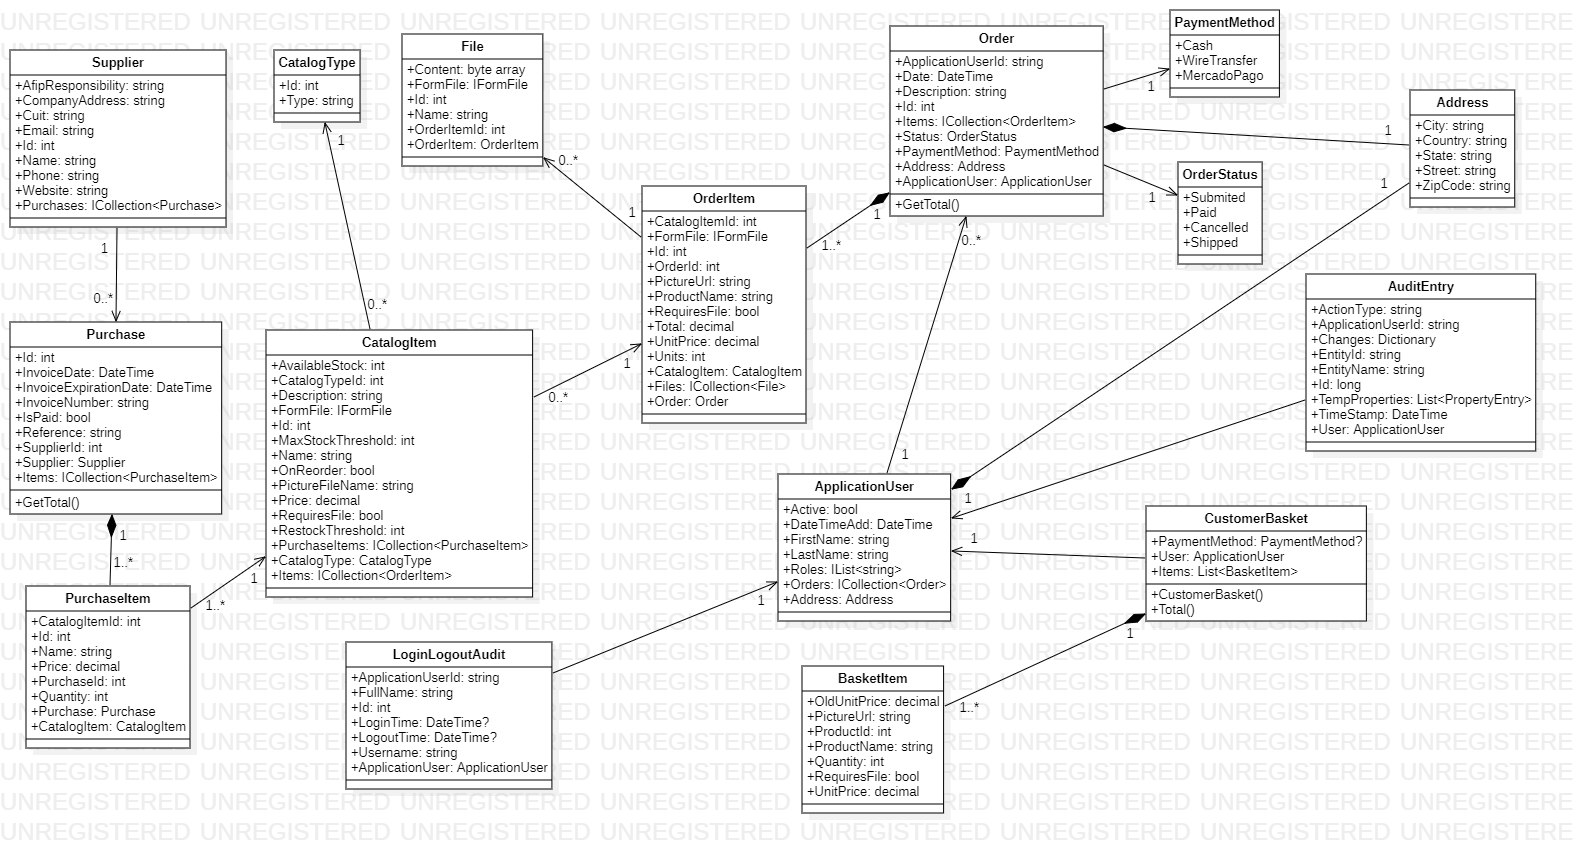 Supplier
+AfipResponsibility: string
+CompanyAddress: string
+Cuit: string
+Email: string
+Id: int
+Name: string
+Phone: string
+Website: string
+Purchases: ICollection<Purchase>
1
0..*
CatalogType
+Id: int
+Type: string
1
0..*
File
+Content: byte array
+FormFile: IFormFile
+Id: int
+Name: string
+OrderItemId: int
+OrderItem: OrderItem
0..*
1
Order
+ApplicationUserId: string
+Date: DateTime
+Description: string
+Id: int
+Items: ICollection<OrderItem>
+Status: OrderStatus
+PaymentMethod: PaymentMethod
+Address: Address
+ApplicationUser: ApplicationUser
+GetTotal()
1
1..*
0..*
1
PaymentMethod
+Cash
+WireTransfer
+MercadoPago
1
Address
+City: string
+Country: string
+State: string
+Street: string
+ZipCode: string
1
1
OrderStatus
+Submited
+Paid
+Cancelled
+Shipped
1
OrderItem
+CatalogItemId: int
+FormFile: IFormFile
+Id: int
+OrderId: int
+PictureUrl: string
+ProductName: string
+RequiresFile: bool
+Total: decimal
+UnitPrice: decimal
+Units: int
+CatalogItem: CatalogItem
+Files: ICollection<File>
+Order: Order
1
0..*
AuditEntry
+ActionType: string
+ApplicationUserId: string
+Changes: Dictionary
+EntityId: string
+EntityName: string
+Id: long
+TempProperties: List<PropertyEntry>
+TimeStamp: DateTime
+User: ApplicationUser
Purchase
+Id: int
+InvoiceDate: DateTime
+InvoiceExpirationDate: DateTime
+InvoiceNumber: string
+IsPaid: bool
+Reference: string
+SupplierId: int
+Supplier: Supplier
+Items: ICollection<PurchaseItem>
+GetTotal()
1
1..*
CatalogItem
+AvailableStock: int
+CatalogTypeId: int
+Description: string
+FormFile: IFormFile
+Id: int
+MaxStockThreshold: int
+Name: string
+OnReorder: bool
+PictureFileName: string
+Price: decimal
+RequiresFile: bool
+RestockThreshold: int
+PurchaseItems: ICollection<PurchaseItem>
+CatalogType: CatalogType
+Items: ICollection<OrderItem>
1
1..*
ApplicationUser
+Active: bool
+DateTimeAdd: DateTime
+FirstName: string
+LastName: string
+Roles: IList<string>
+Orders: ICollection<Order>
+Address: Address
1
1
1
CustomerBasket
+PaymentMethod: PaymentMethod?
+User: ApplicationUser
+Items: List<BasketItem>
+CustomerBasket()
+Total()
1
1..*
PurchaseItem
+CatalogItemId: int
+Id: int
+Name: string
+Price: decimal
+PurchaseId: int
+Quantity: int
+Purchase: Purchase
+CatalogItem: CatalogItem
LoginLogoutAudit
+ApplicationUserId: string
+FullName: string
+Id: int
+LoginTime: DateTime?
+LogoutTime: DateTime?
+Username: string
+ApplicationUser: ApplicationUser
BasketItem
+OldUnitPrice: decimal
+PictureUrl: string
+ProductId: int
+ProductName: string
+Quantity: int
+RequiresFile: bool
+UnitPrice: decimal
UNREGISTERED UNREGISTERED UNREGISTERED UNREGISTERED UNREGISTERED UNREGISTERED UNREGISTERED UNREGISTERE